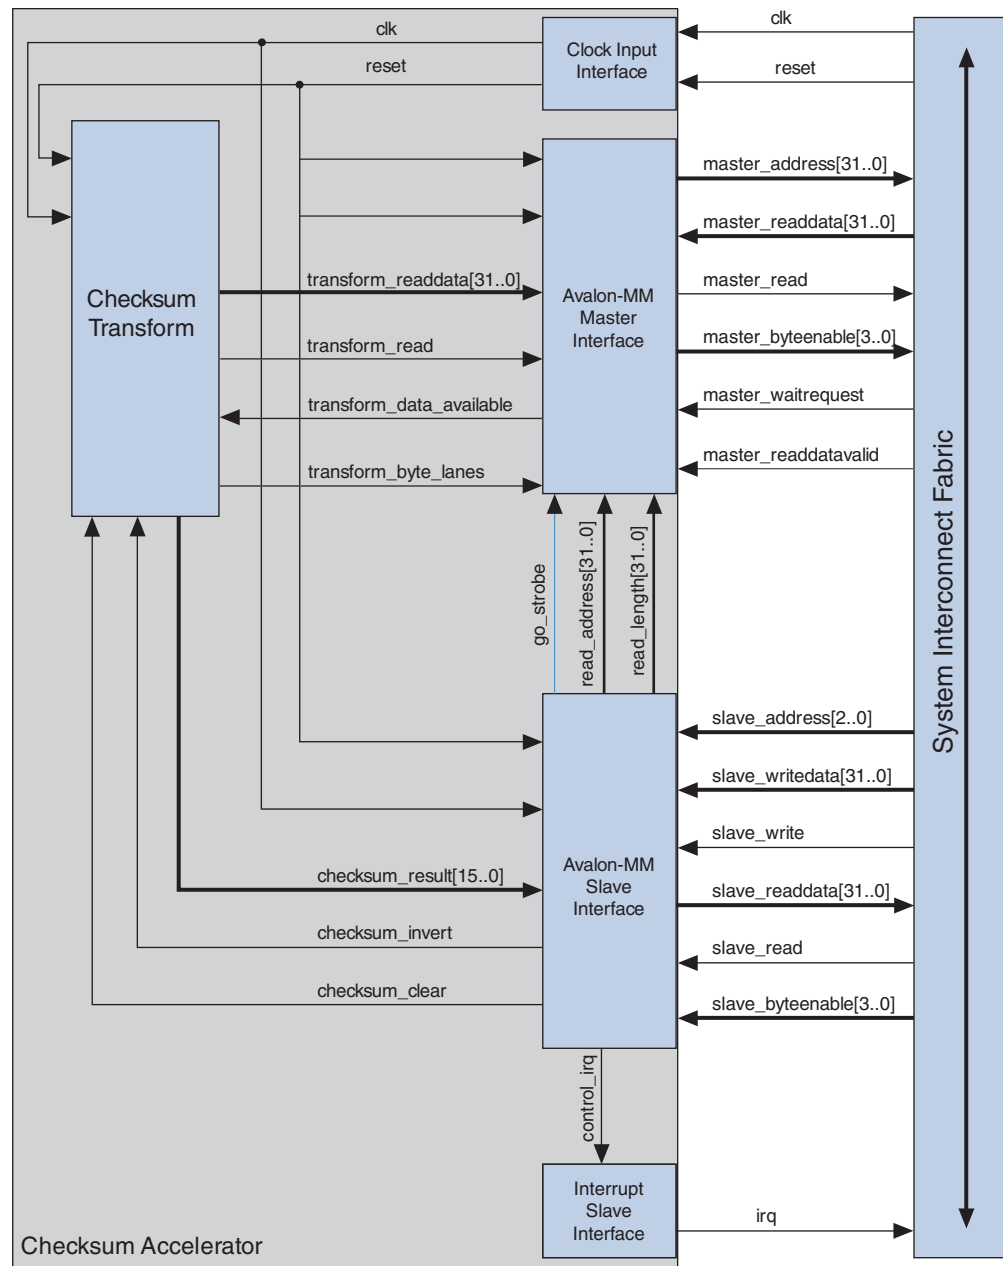 clk
clk
Clock Input
Interface
reset
reset
master_address[31..0]
master_readdata[31..0]
transform_readdata[31..0]
Avalon-MM
Master
Interface
master_read
Checksum
Transform
transform_read
master_byteenable[3..0]
transform_data_available
master_waitrequest
transform_byte_lanes
master_readdatavalid
go_strobe
read_address[31..0]
read_length[31..0]
System Interconnect Fabric
slave_address[2..0]
slave_writedata[31..0]
slave_write
Avalon-MM
Slave
Interface
checksum_result[15..0]
slave_readdata[31..0]
checksum_invert
slave_read
checksum_clear
slave_byteenable[3..0]
control_irq
Interrupt
Slave
Interface
irq
Checksum Accelerator